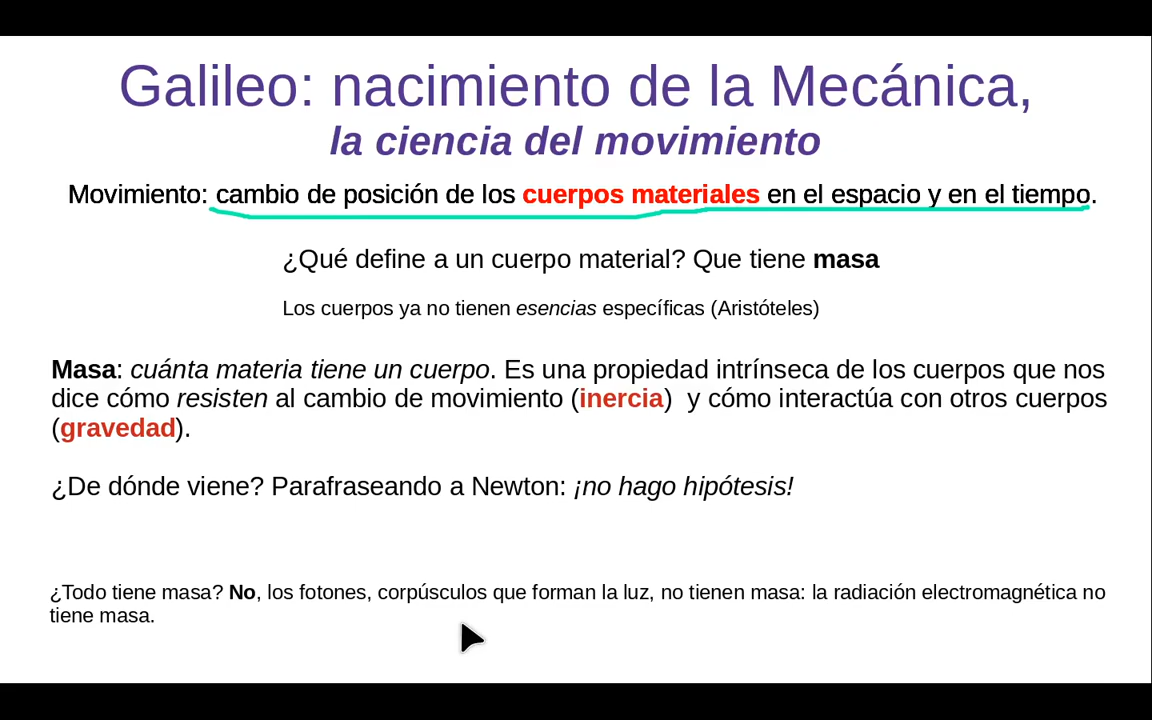 Galileo: nacimiento de la Mecánica,
la ciencia del movimiento
Movimiento: cambio de posición de los cuerpos materiales en el espacio y en el tiempo.
¿Qué define a un cuerpo material? Que tiene masa
Los cuerpos ya no tienen esencias específicas (Aristóteles)
Masa: cuánta materia tiene un cuerpo. Es una propiedad intrínseca de los cuerpos que nos
dice cómo resisten al cambio de movimiento (inercia)  y cómo interactúa con otros cuerpos
(gravedad).
¿De dónde viene? Parafraseando a Newton: ¡no hago hipótesis!
¿Todo tiene masa? No, los fotones, corpúsculos que forman la luz, no tienen masa: la radiación electromagnética no
tiene masa.